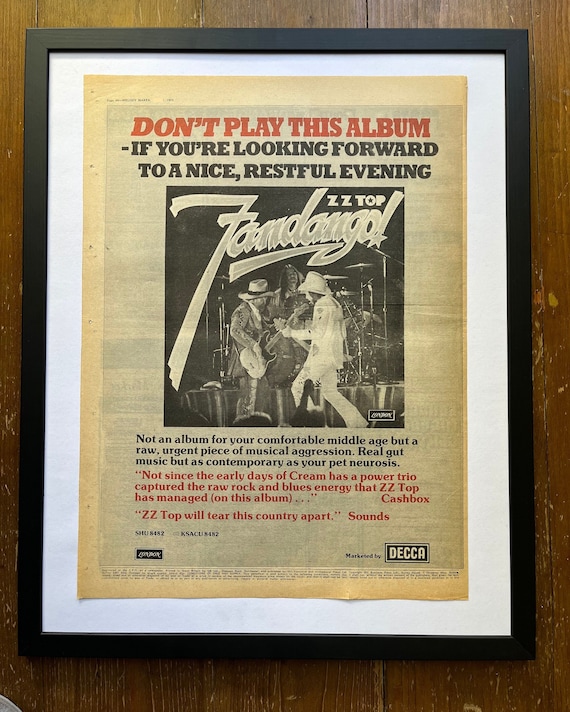 MELODY MAKER
DON'T PLAY THIS ALBUM
-IF YOU'RE LOOKING FORWARD
TO A NICE, RESTFUL EVENING
ZZ TOP
Fandango!
LONDON
Not an album for your comfortable middle age but a
raw, urgent piece of musical aggression. Real gut
music but as contemporary as your pet neurosis.
"Not since the early days of Cream has a power trio
captured the raw rock and blues energy that ZZ Top
has managed (on this album) . . ." Cashbox
"ZZ Top will tear this country apart." Sounds
SHU 8482 KSACU 8482
LONDON
Marketed by DECCA